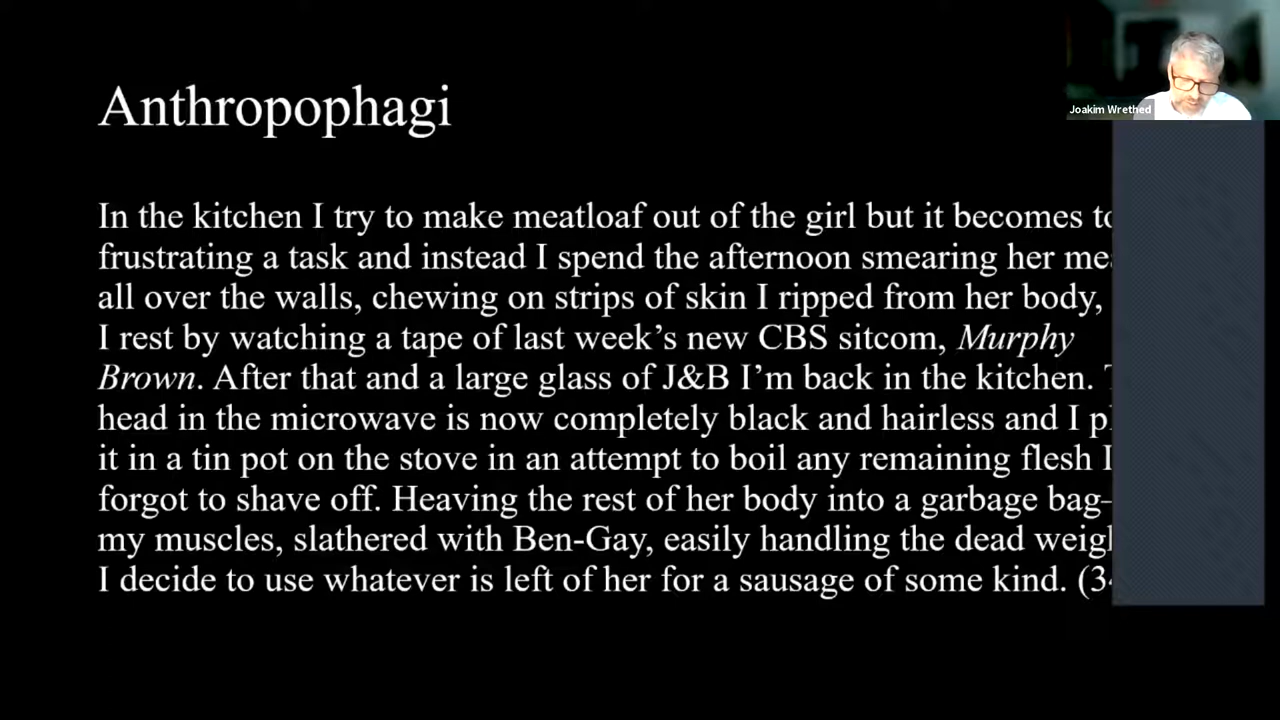 Anthropophagi
Joakim Wrethed
In the kitchen I try to make meatloaf out of the girl but it becomes
frustrating a task and instead I spend the afternoon smearing her
all over the walls, chewing on strips of skin I ripped from her body,
I rest by watching a tape of last week’s new CBS sitcom, Murphy
Brown. After that and a large glass of J&B I’m back in the kitchen.
head in the microwave is now completely black and hairless and I
it in a tin pot on the stove in an attempt to boil any remaining flesh I
forgot to shave off. Heaving the rest of her body into a garbage bag–
my muscles, slathered with Ben-Gay, easily handling the dead
I decide to use whatever is left of her for a sausage of some kind.